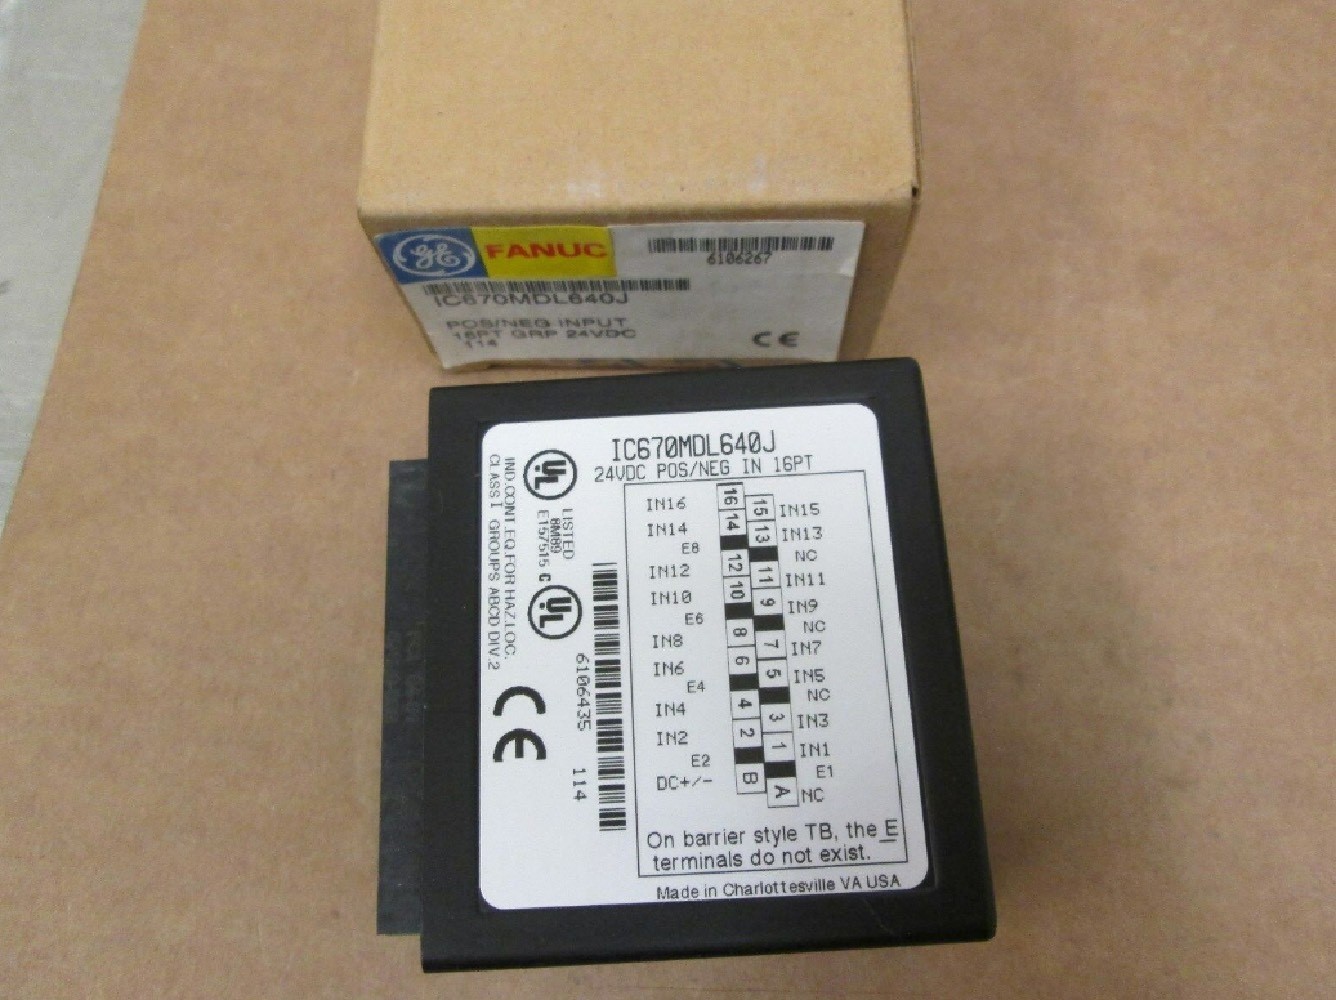 GE FANUC
6106267
IC670MDL640J
POS/NEG INPUT
16PT GRP 24VDC
114
CE
IC670MDL640J
24VDC POS/NEG IN 16PT
IND.CONT.EQ.FOR HAZ.LOC.
CLASS I GROUPS ABCD DIV.2
UL
LISTED
8M89
E157515
C UL
CE
6106435 114
IN16 16 15 IN15
IN14 14 13 IN13
E8 NC
IN12 12 11 IN11
IN10 10 9 IN9
E6 NC
IN8 8 7 IN7
IN6 6 5 IN5
E4 NC
IN4 4 3 IN3
IN2 2 1 IN1
E2 E1
DC+/- B A NC
On barrier style TB, the E
terminals do not exist.
Made in Charlottesville VA USA